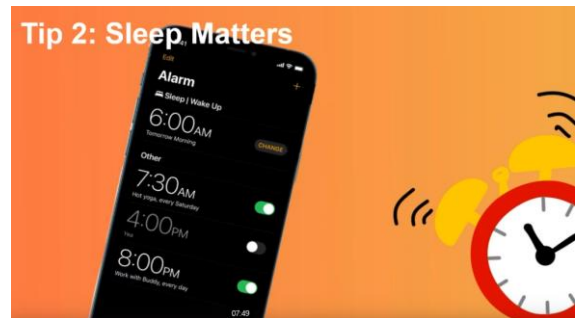 Tip 2: Sleep Matters
Edit
Alarm
Sleep | Wake Up
6:00AM
Tomorrow Morning
CHANGE
Other
7:30AM
Hot yoga, every Saturday
4:00PM
Tea
8:00PM
Work with Buddy, every day
07:49